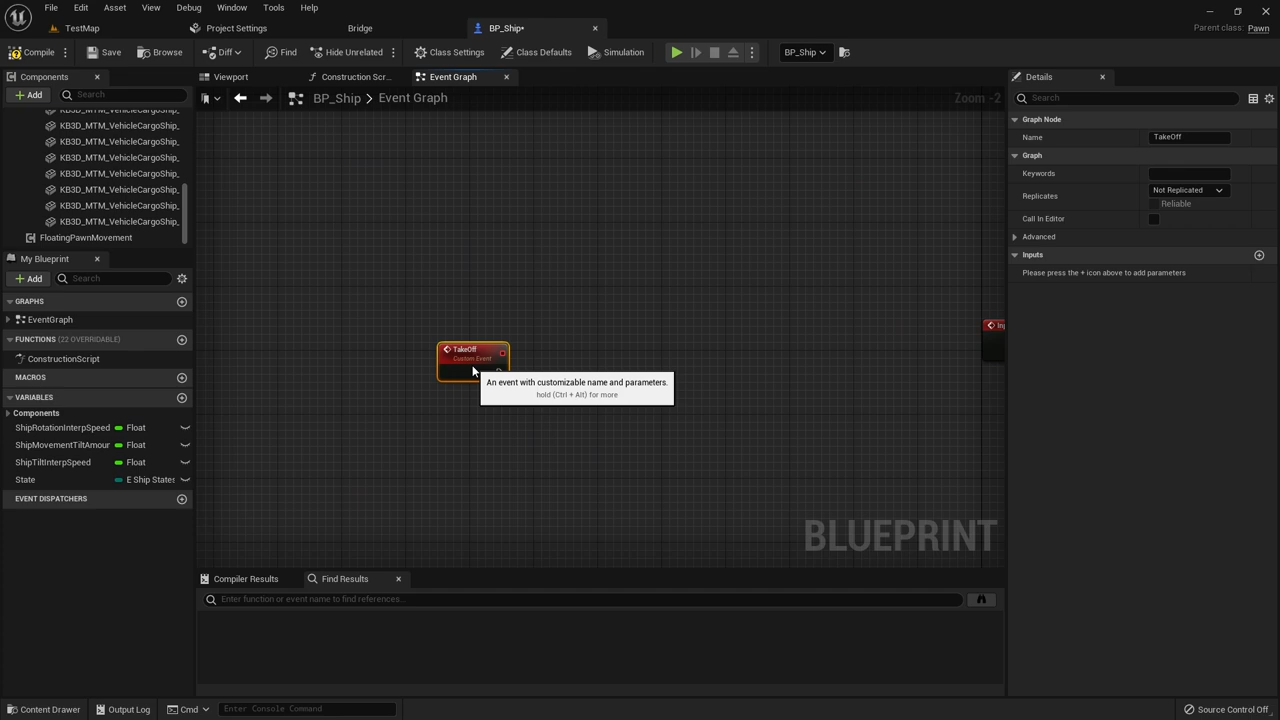 File Edit Asset View Debug Window Tools Help
TestMap Project Settings Bridge BP_Ship•
Parent class: Pawn
Compile Save Browse Diff Find Hide Unrelated Class Settings Class Defaults Simulation BP_Ship
Components
Add Search
KB3D_MTM_VehicleCargoShip_
KB3D_MTM_VehicleCargoShip_
KB3D_MTM_VehicleCargoShip_
KB3D_MTM_VehicleCargoShip_
KB3D_MTM_VehicleCargoShip_
KB3D_MTM_VehicleCargoShip_
KB3D_MTM_VehicleCargoShip_
KB3D_MTM_VehicleCargoShip_
FloatingPawnMovement
My Blueprint
Add Search
GRAPHS
EventGraph
FUNCTIONS (22 OVERRIDABLE)
ConstructionScript
MACROS
VARIABLES
Components
ShipRotationInterpSpeed Float
ShipMovementTiltAmour Float
ShipTiltInterpSpeed Float
State E Ship States
EVENT DISPATCHERS
Viewport Construction Scr... Event Graph
BP_Ship > Event Graph
Zoom -2
TakeOff
Custom Event
An event with customizable name and parameters.
hold (Ctrl + Alt) for more
BLUEPRINT
Compiler Results Find Results
Enter function or event name to find references...
Details
Search
Graph Node
Name TakeOff
Graph
Keywords
Replicates Not Replicated
Reliable
Call In Editor
Advanced
Inputs
Please press the + icon above to add parameters
Content Drawer Output Log Cmd Enter Console Command Source Control Off